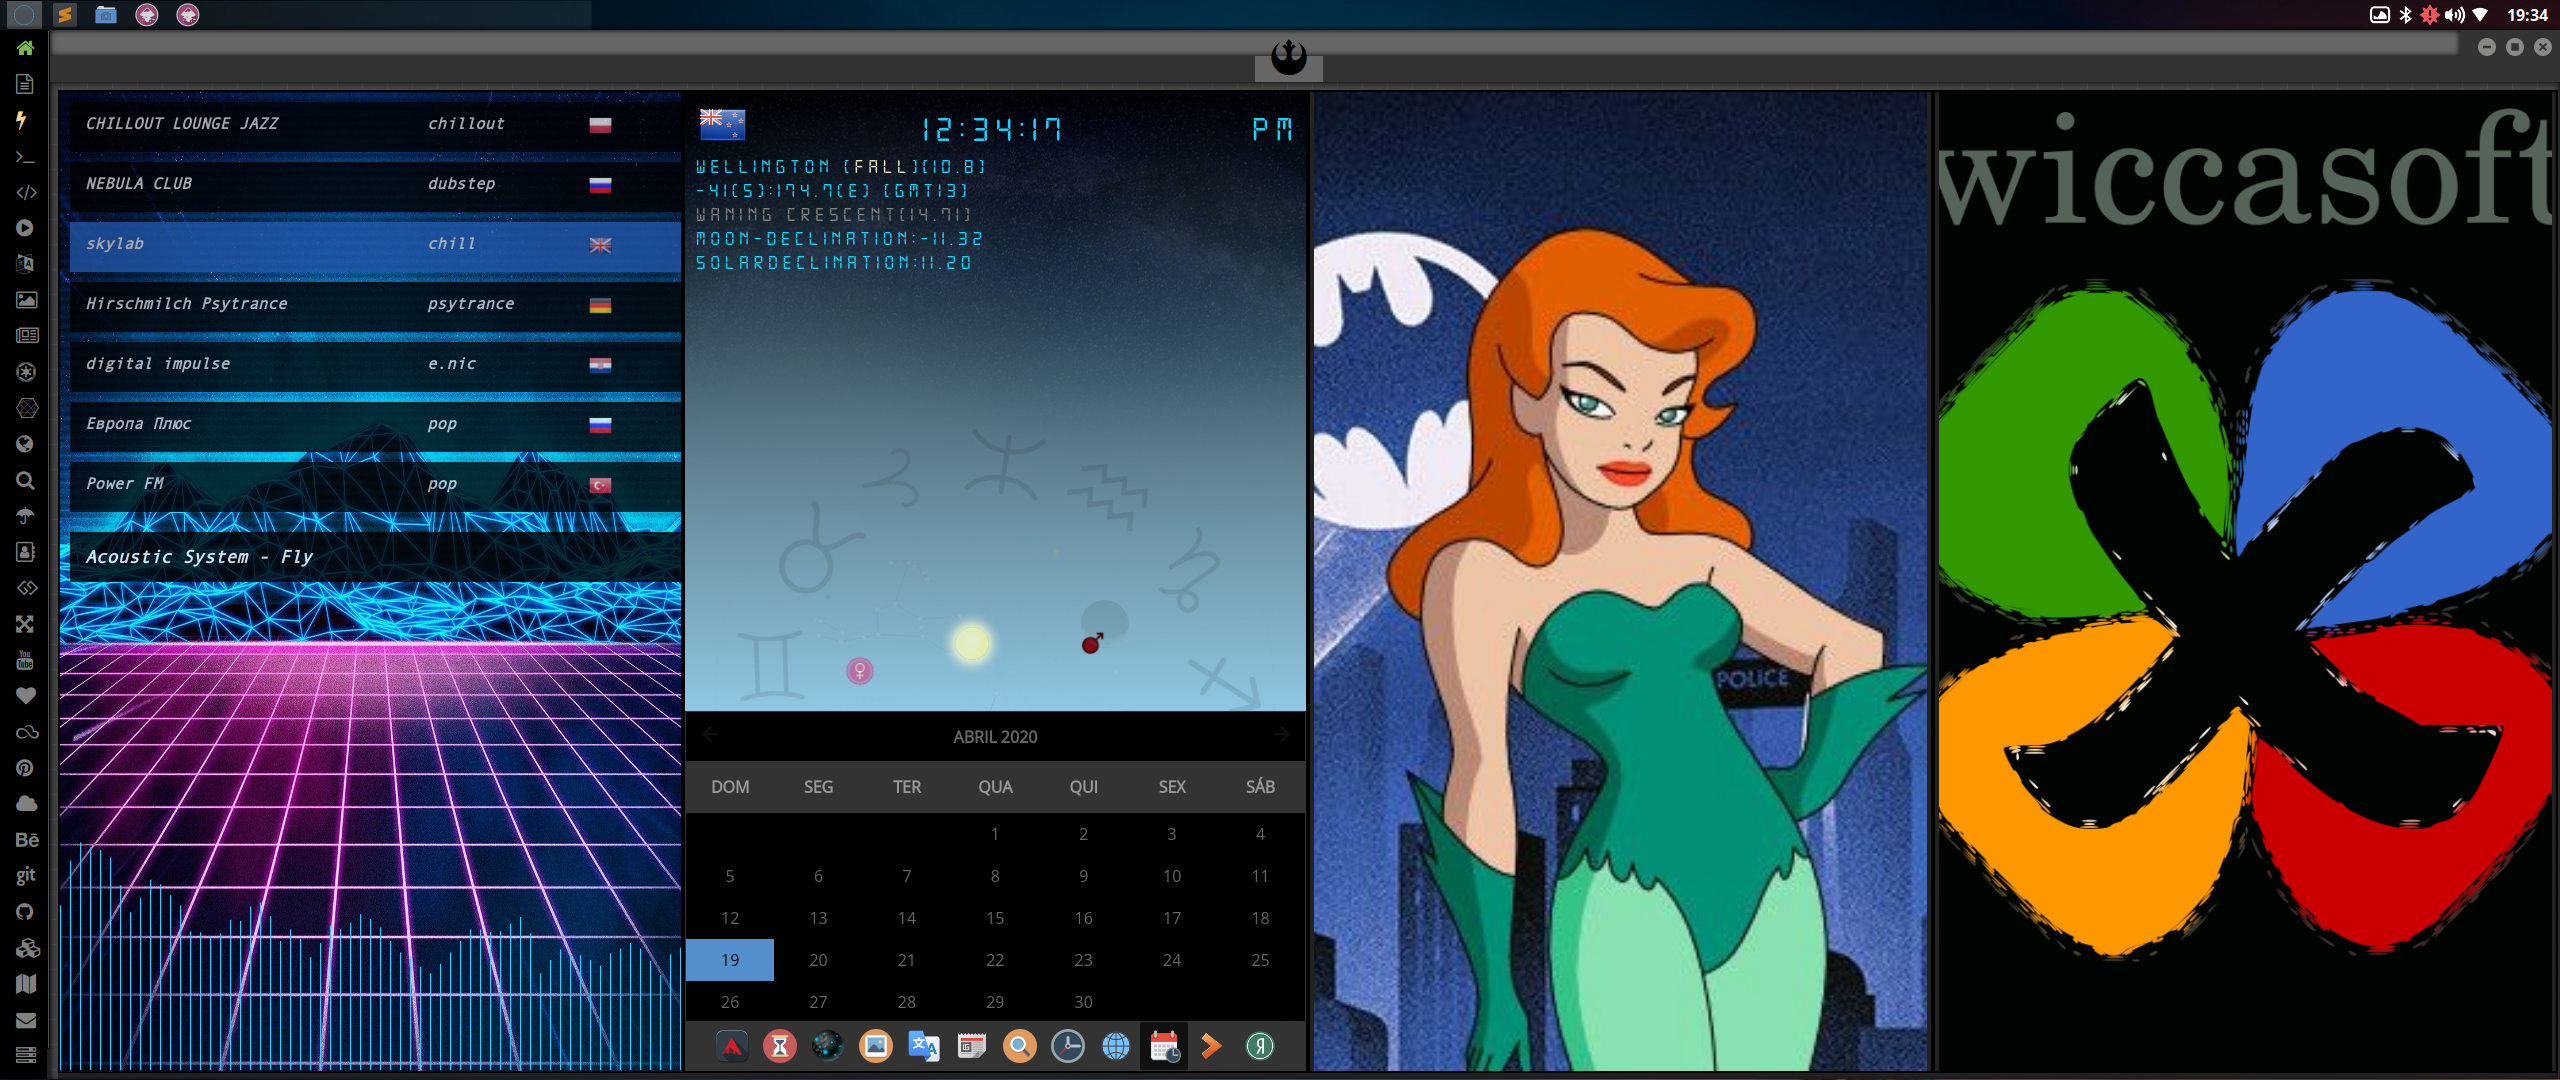 19:34
CHILLOUT LOUNGE JAZZ chillout
NEBULA CLUB dubstep
skylab chill
Hirschmilch Psytrance psytrance
digital impulse e.nic
Европа Плюс pop
Power FM pop
Acoustic System - Fly
12:34:17 PM
WELLINGTON (FALL)(10.8)
-41(S):174.7(E) (GMT13)
WANING CRESCENT(14.71)
MOON-DECLINATION:-11.32
SOLARDECLINATION:11.20
ABRIL 2020
DOM SEG TER QUA QUI SEX SÁB
1 2 3 4
5 6 7 8 9 10 11
12 13 14 15 16 17 18
19 20 21 22 23 24 25
26 27 28 29 30
POLICE
wiccasoft
You
Tube
Bē
git